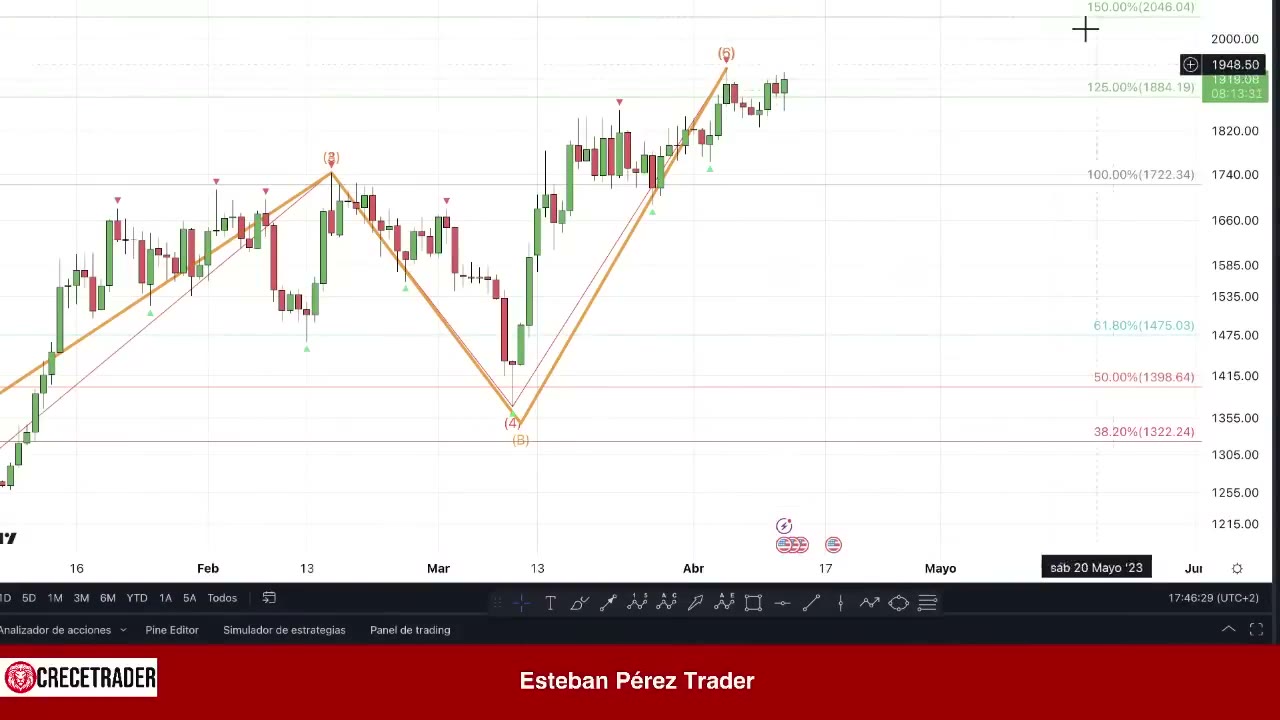 150.00%(2046.04)
2000.00
1948.50
1919.08
08:13:31
125.00%(1884.19)
1820.00
100.00%(1722.34)
1740.00
1660.00
1585.00
1535.00
61.80%(1475.03)
1475.00
50.00%(1398.64)
1415.00
38.20%(1322.24)
1355.00
1305.00
1255.00
1215.00
(4)
(B)
16
Feb
13
Mar
13
Abr
17
Mayo
sáb 20 Mayo '23
Jun
1D 5D 1M 3M 6M YTD 1A 5A Todos
17:46:29 (UTC+2)
Analizador de acciones
Pine Editor
Simulador de estrategias
Panel de trading
CRECETRADER
Esteban Pérez Trader